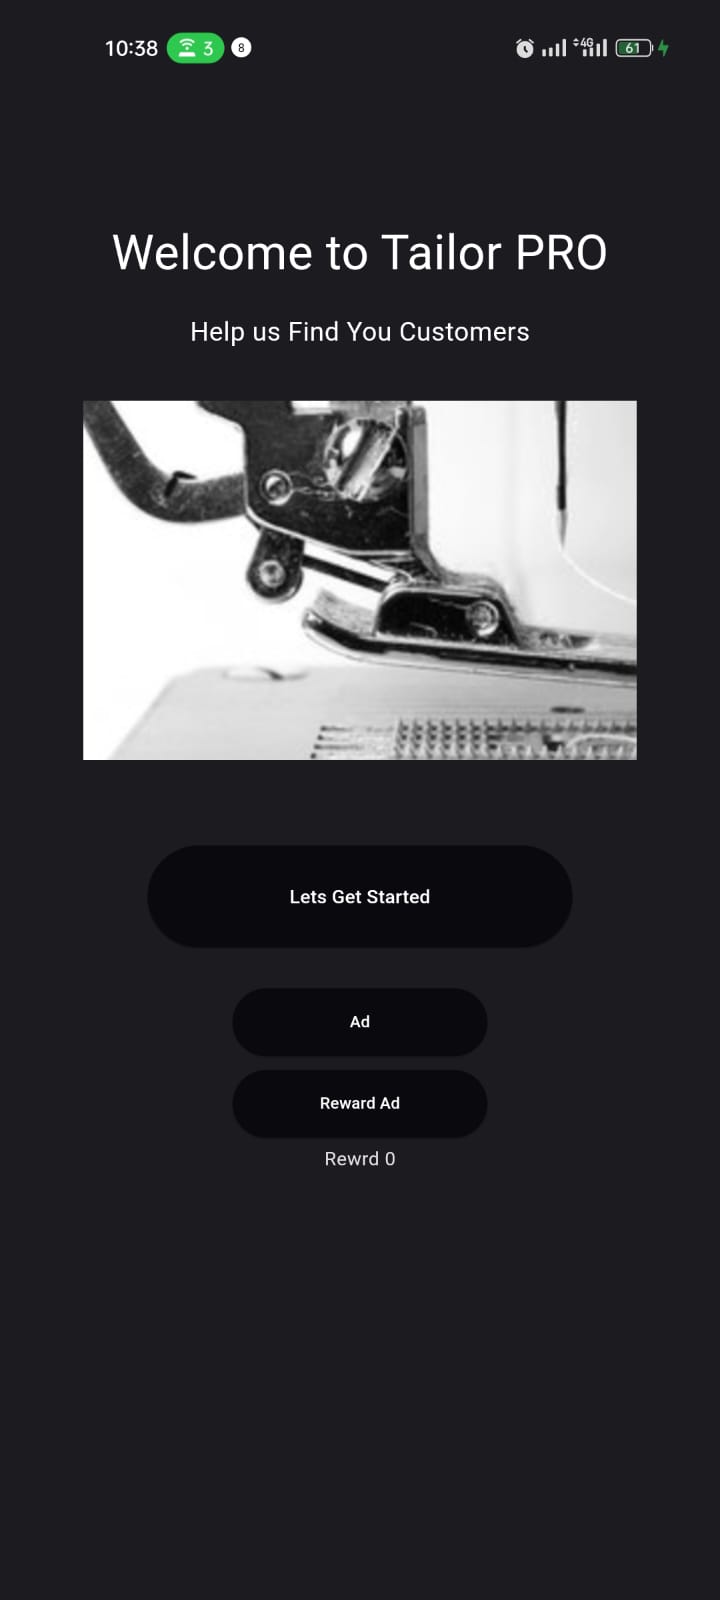 10:38 3 8 4G 61
Welcome to Tailor PRO
Help us Find You Customers
Lets Get Started
Ad
Reward Ad
Rewrd 0